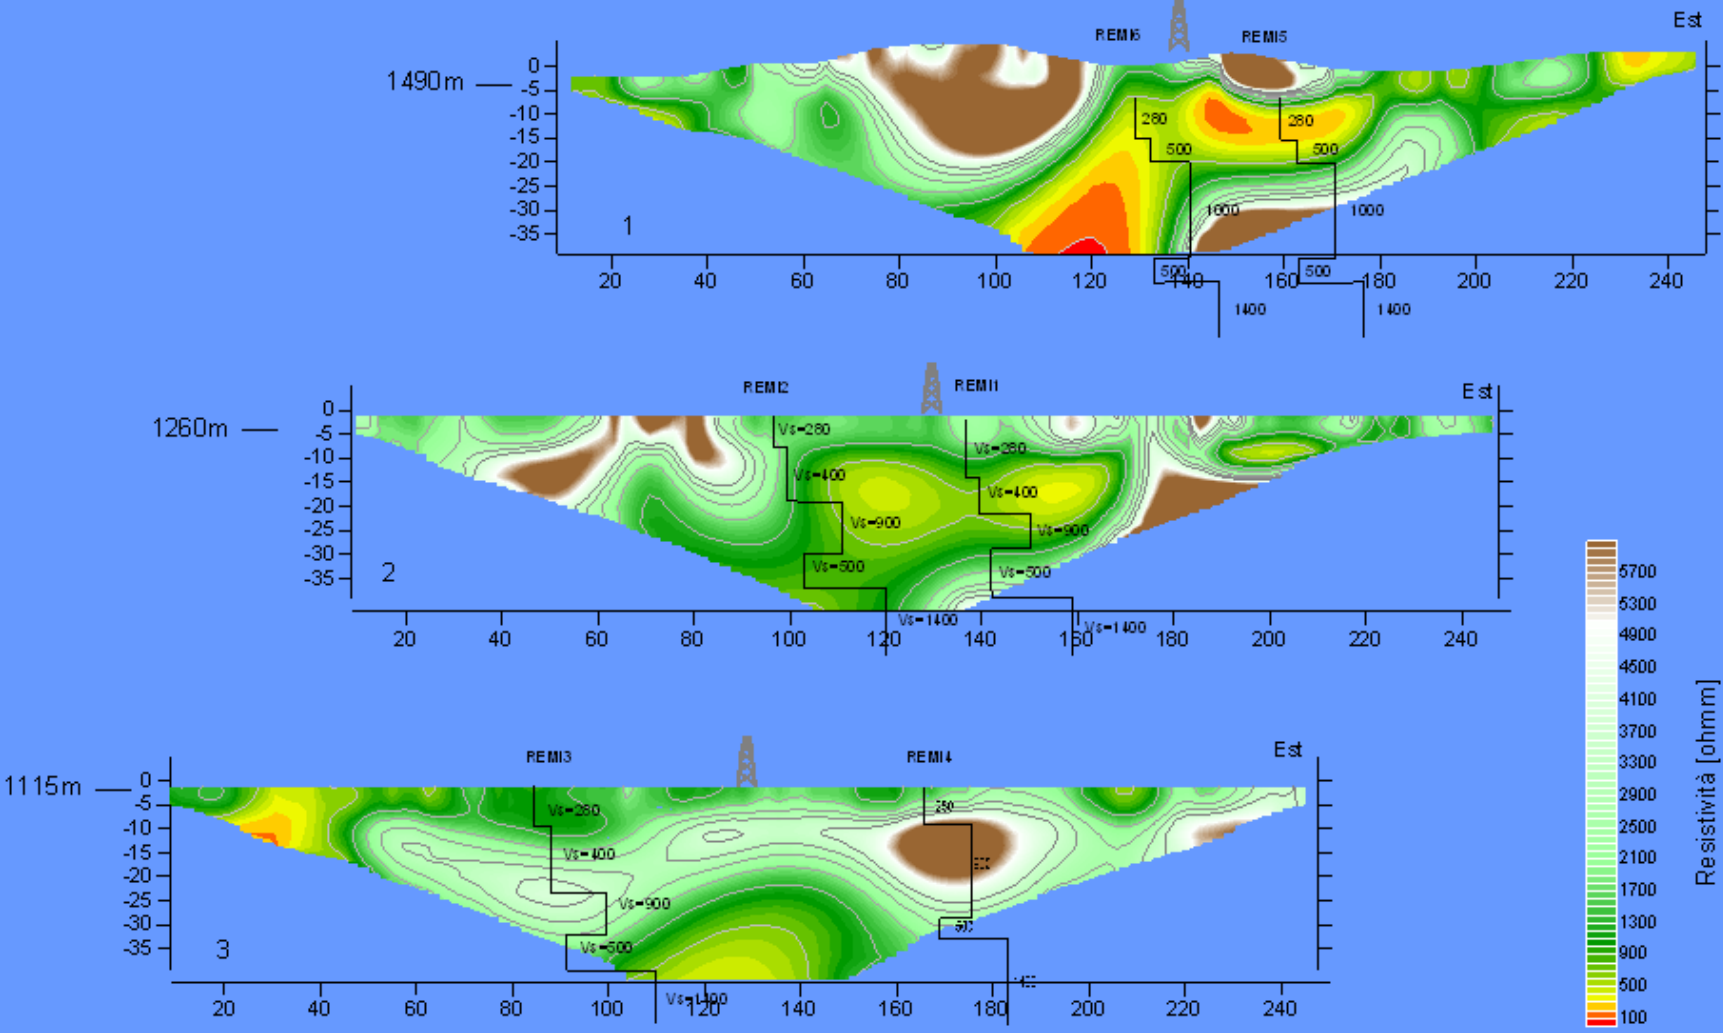 Est
REMI6 REMI5
1490m
0
-5
-10
-15
-20
-25
-30
-35
280 280
500 500
1000 1000
1
500 500
20 40 60 80 100 120 140 160 180 200 220 240
1400 1400
REMI2 REMI1
Est
1260m
0
-5
-10
-15
-20
-25
-30
-35
Vs=280
Vs=280
Vs=400
Vs=400
Vs=900
Vs=900
Vs=500
Vs=500
2
Vs=1400
Vs=1400
20 40 60 80 100 120 140 160 180 200 220 240
REMI3 REMI4
Est
1115m
0
-5
-10
-15
-20
-25
-30
-35
Vs=280
Vs=400
Vs=900
Vs=500
3
Vs=1400
20 40 60 80 100 120 140 160 180 200 220 240
5700
5300
4900
4500
4100
3700
3300
2900
2500
2100
1700
1300
900
500
100
Resistività [ohmm]